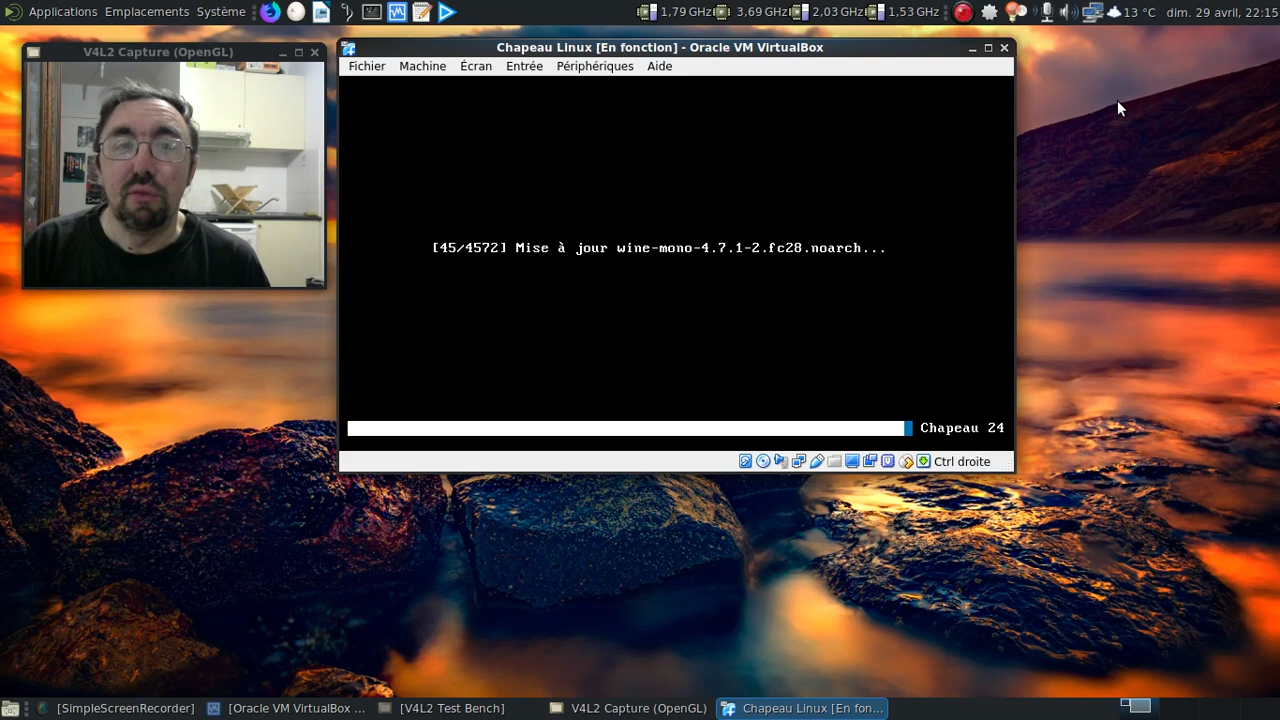 Applications Emplacements Système
1,79 GHz 3,69 GHz 2,03 GHz 1,53 GHz 13 °C dim. 29 avril, 22:15
V4L2 Capture (OpenGL)
Chapeau Linux [En fonction] - Oracle VM VirtualBox
Fichier Machine Écran Entrée Périphériques Aide
[45/4572] Mise à jour wine-mono-4.7.1-2.fc28.noarch...
Chapeau 24
Ctrl droite
[SimpleScreenRecorder] [Oracle VM VirtualBox ... [V4L2 Test Bench] V4L2 Capture (OpenGL) Chapeau Linux [En fon...